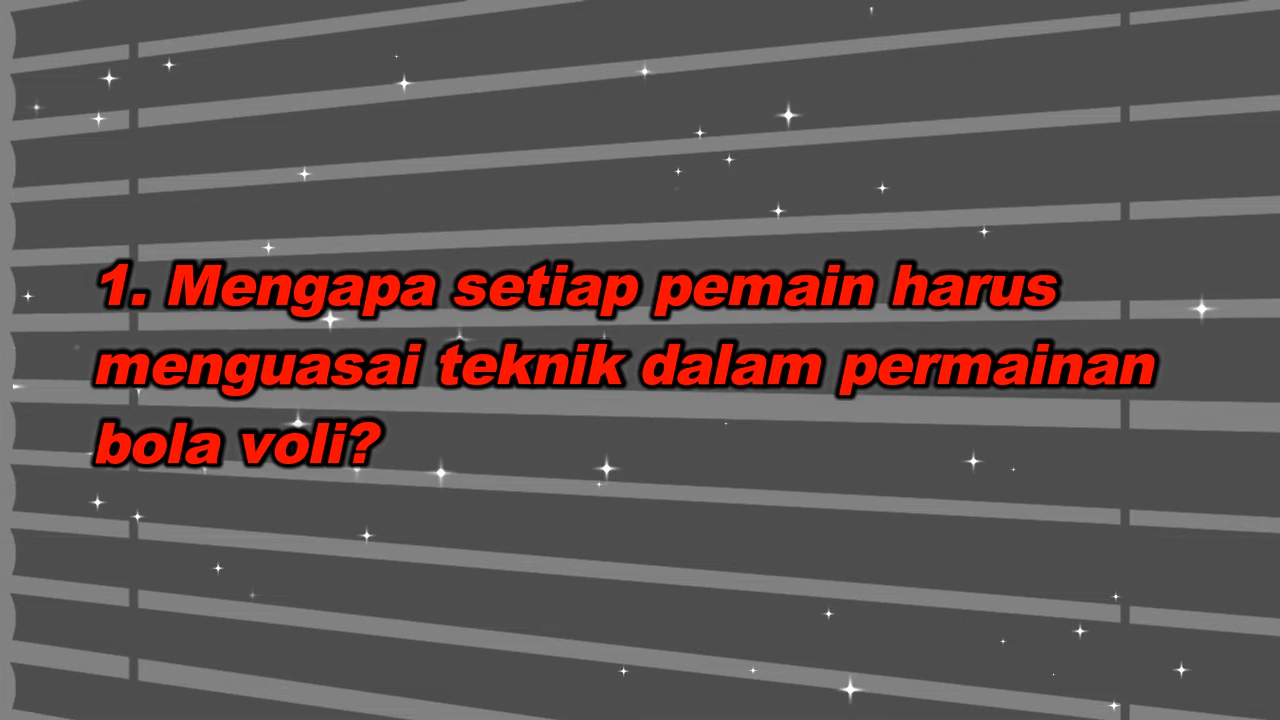 1. Mengapa setiap pemain harus
menguasai teknik dalam permainan
bola voli?